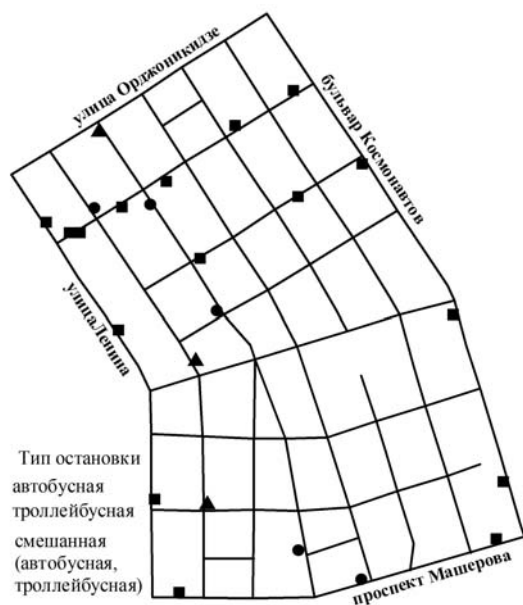 улица Орджоникидзе
бульвар Космонавтов
улицаЛенина
Тип остановки
автобусная
троллейбусная
смешанная
(автобусная,
троллейбусная)
проспект Машерова